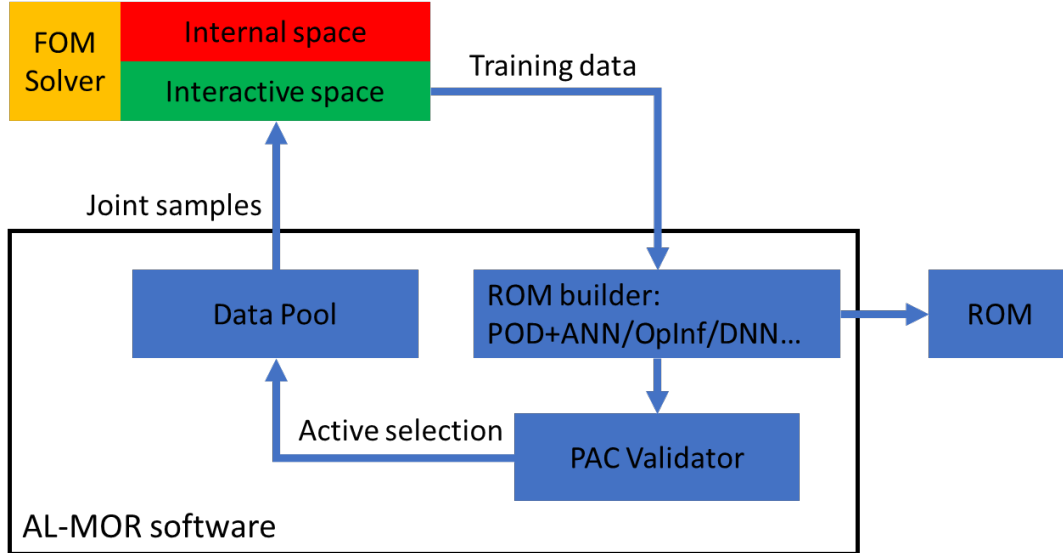 FOM
Solver
Internal space
Interactive space
Training data
Joint samples
Data Pool
ROM builder:
POD+ANN/OpInf/DNN...
ROM
Active selection
PAC Validator
AL-MOR software